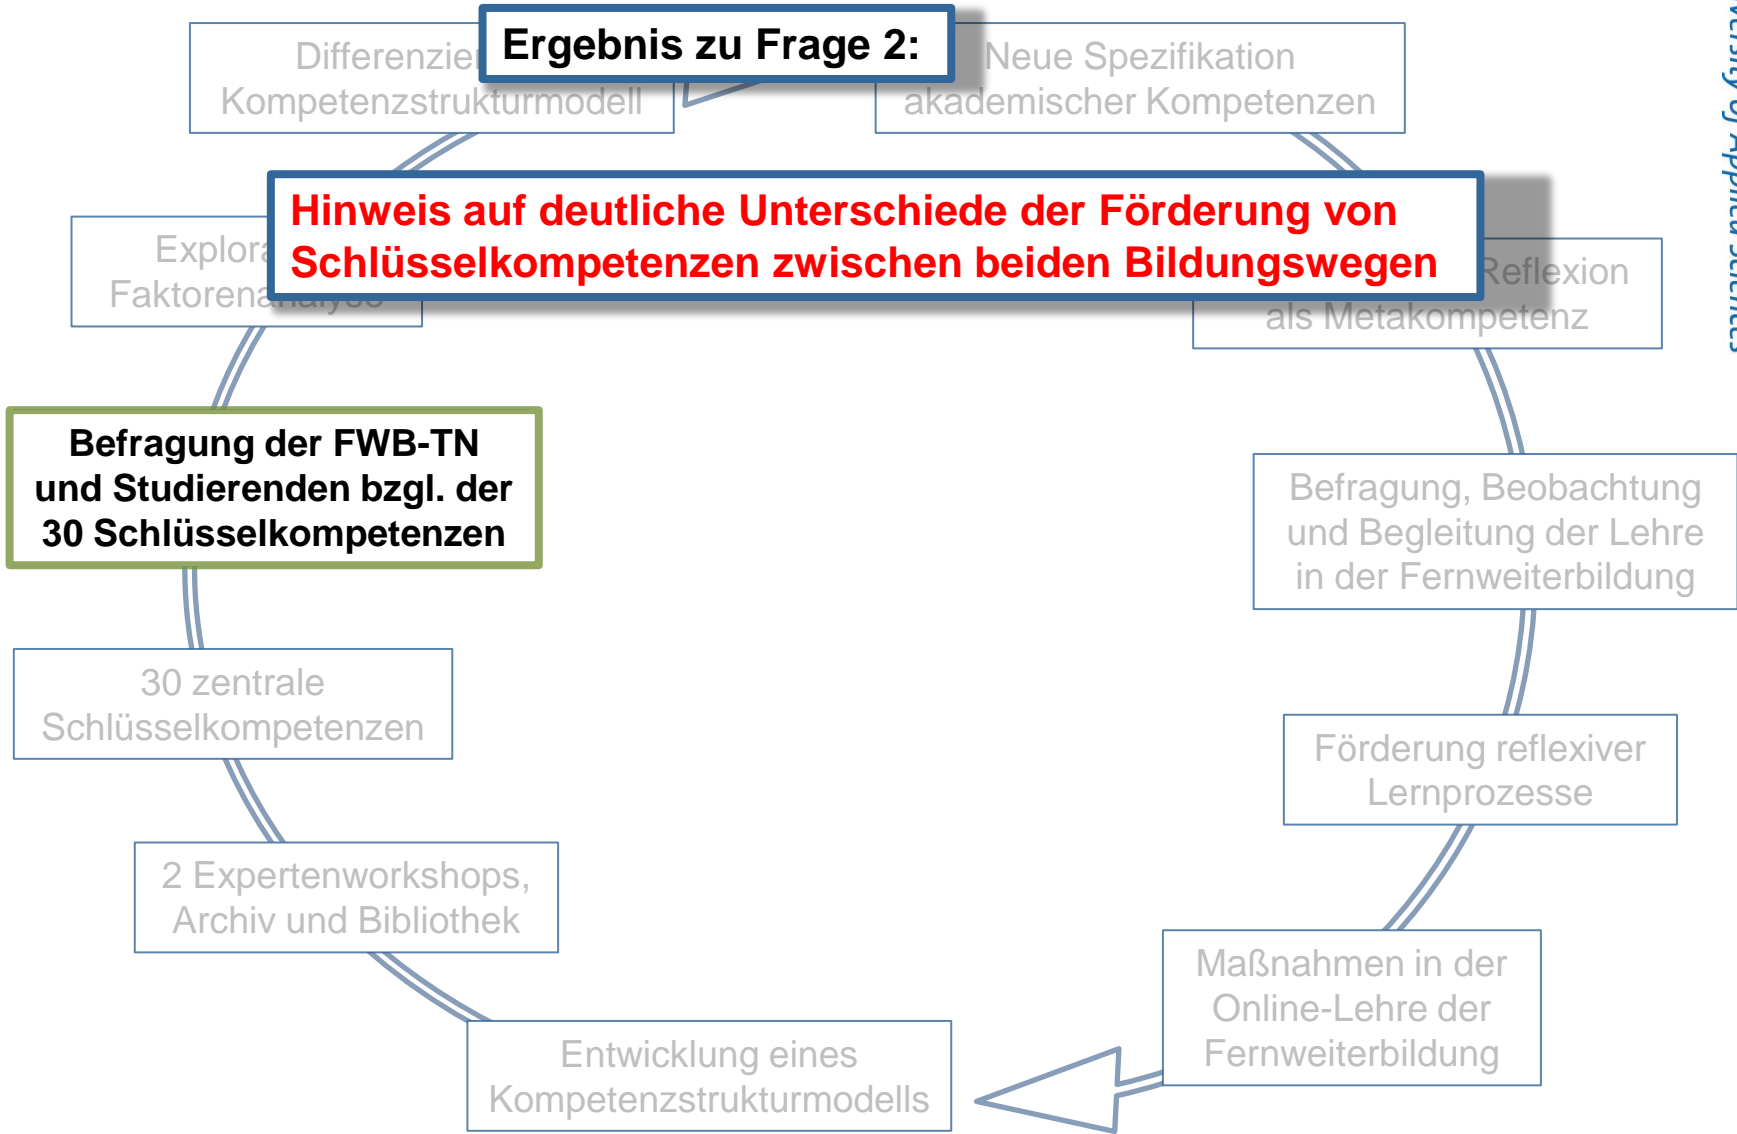 Ergebnis zu Frage 2:
Kompetenzstrukturmodell
Neue Spezifikation
akademischer Kompetenzen
Hinweis auf deutliche Unterschiede der Förderung von
Schlüsselkompetenzen zwischen beiden Bildungswegen
Reflexion
als Metakompetenz
Befragung der FWB-TN
und Studierenden bzgl. der
30 Schlüsselkompetenzen
Befragung, Beobachtung
und Begleitung der Lehre
in der Fernweiterbildung
30 zentrale
Schlüsselkompetenzen
Förderung reflexiver
Lernprozesse
2 Expertenworkshops,
Archiv und Bibliothek
Maßnahmen in der
Online-Lehre der
Fernweiterbildung
Entwicklung eines
Kompetenzstrukturmodells
of Applied Sciences